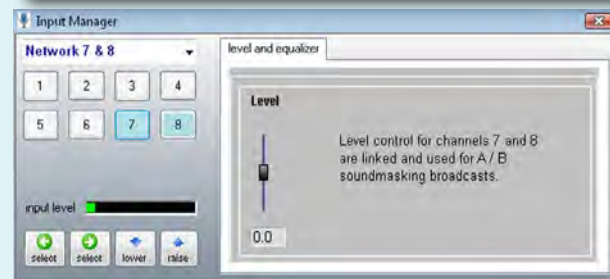 Input Manager
Network 7 & 8
1 2 3 4
5 6 7 8
input level
select select lower raise
level and equalizer
Level
Level control for channels 7 and 8
are linked and used for A / B
soundmasking broadcasts.
0.0